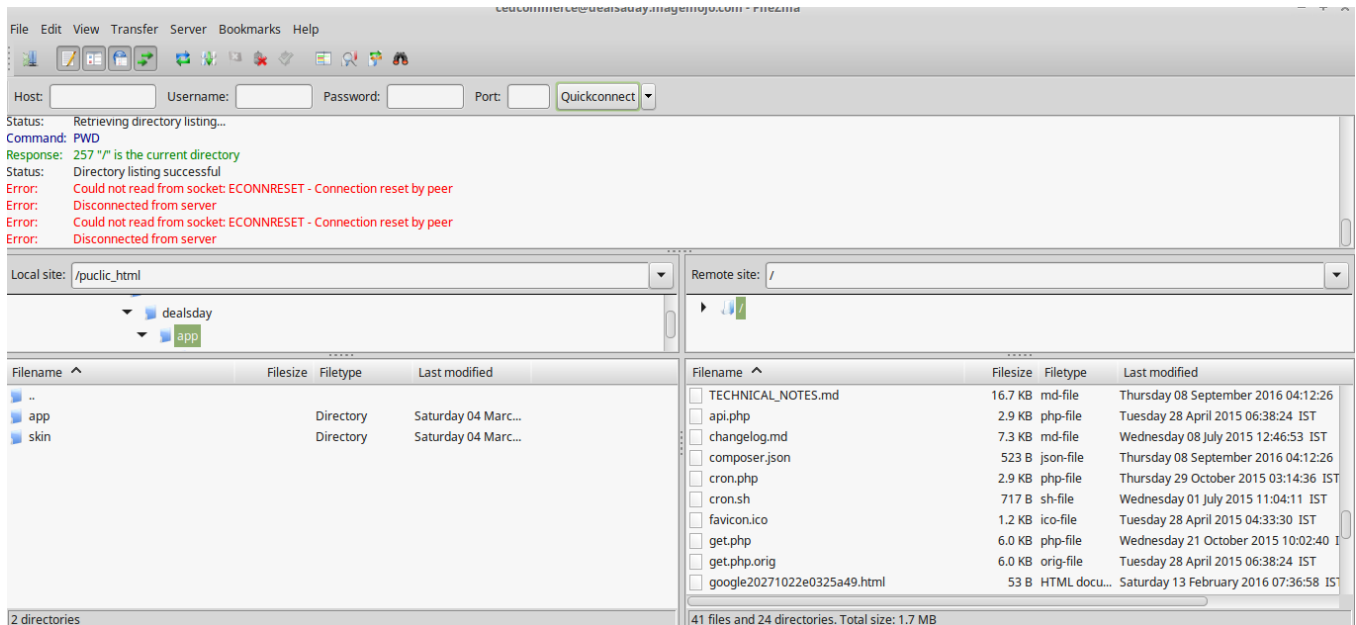 cedcommerce@dealsaday.magemojo.com - FileZilla
File Edit View Transfer Server Bookmarks Help
Host: Username: Password: Port: Quickconnect
Status: Retrieving directory listing...
Command: PWD
Response: 257 "/" is the current directory
Status: Directory listing successful
Error: Could not read from socket: ECONNRESET - Connection reset by peer
Error: Disconnected from server
Error: Could not read from socket: ECONNRESET - Connection reset by peer
Error: Disconnected from server
Local site: /puclic_html
dealsday
app
Filename Filesize Filetype Last modified
..
app Directory Saturday 04 Marc...
skin Directory Saturday 04 Marc...
2 directories
Remote site: /
/
Filename Filesize Filetype Last modified
TECHNICAL_NOTES.md 16.7 KB md-file Thursday 08 September 2016 04:12:26
api.php 2.9 KB php-file Tuesday 28 April 2015 06:38:24 IST
changelog.md 7.3 KB md-file Wednesday 08 July 2015 12:46:53 IST
composer.json 523 B json-file Thursday 08 September 2016 04:12:26
cron.php 2.9 KB php-file Thursday 29 October 2015 03:14:36 IST
cron.sh 717 B sh-file Wednesday 01 July 2015 11:04:11 IST
favicon.ico 1.2 KB ico-file Tuesday 28 April 2015 04:33:30 IST
get.php 6.0 KB php-file Wednesday 21 October 2015 10:02:40
get.php.orig 6.0 KB orig-file Tuesday 28 April 2015 06:38:24 IST
google20271022e0325a49.html 53 B HTML docu... Saturday 13 February 2016 07:36:58 IST
41 files and 24 directories. Total size: 1.7 MB